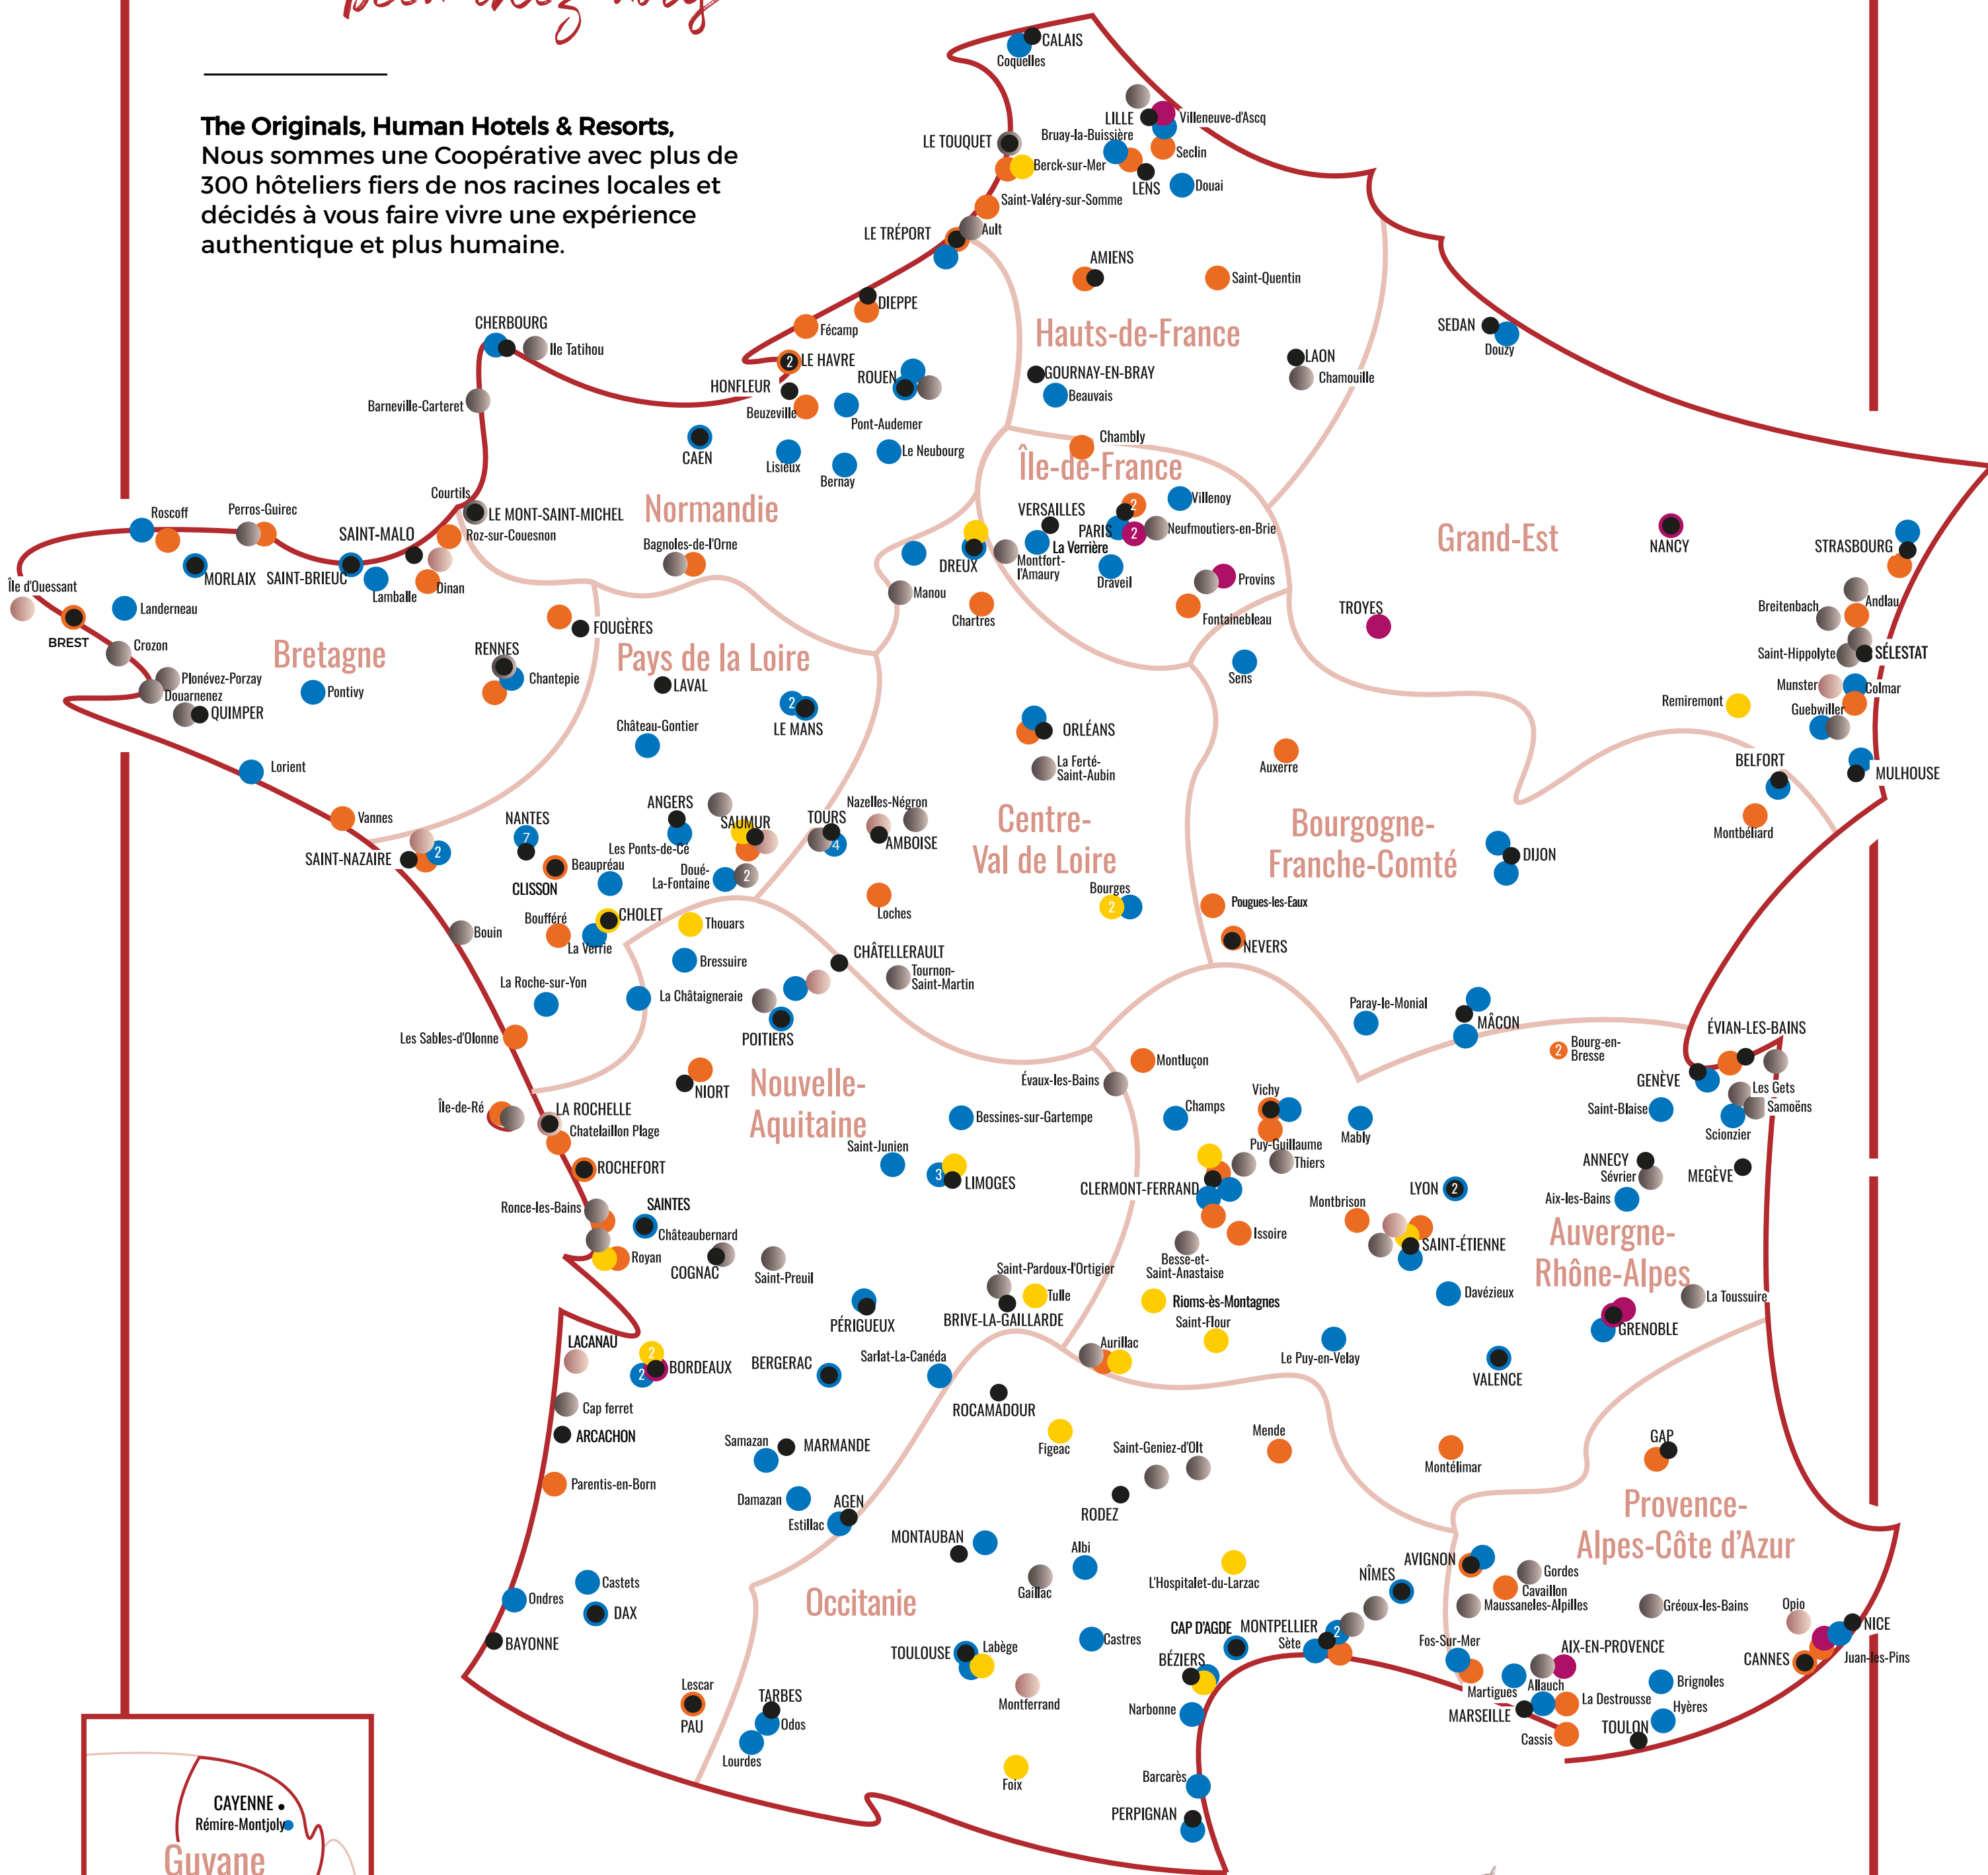 The Originals, Human Hotels & Resorts,
Nous sommes une Coopérative avec plus de
300 hôteliers fiers de nos racines locales et
décidés à vous faire vivre une expérience
authentique et plus humaine.
CALAIS
Coquelles
LILLE
Villeneuve-d'Ascq
Bruay-la-Buissière
LE TOUQUET
Seclin
Berck-sur-Mer
LENS
Douai
Saint-Valéry-sur-Somme
LE TRÉPORT
Ault
AMIENS
Saint-Quentin
DIEPPE
Hauts-de-France
Fécamp
CHERBOURG
Ile Tatihou
SEDAN
Douzy
2
LE HAVRE
LAON
Chamouille
GOURNAY-EN-BRAY
ROUEN
HONFLEUR
Beauvais
Barneville-Carteret
Beuzeville
Pont-Audemer
Chambly
CAEN
Lisieux
Le Neubourg
Bernay
Île-de-France
Courtils
LE MONT-SAINT-MICHEL
Normandie
VERSAILLES
2
Villenoy
Roscoff
Perros-Guirec
SAINT-MALO
Roz-sur-Couesnon
PARIS
2
Neufmoutiers-en-Brie
Grand-Est
NANCY
STRASBOURG
Bagnoles-de-l'Orne
La Verrière
DREUX
Montfort-
l'Amaury
MORLAIX
SAINT-BRIEUC
Lamballe
Dinan
Draveil
Provins
Île d'Ouessant
Landerneau
Manou
Chartres
Fontainebleau
TROYES
Breitenbach
Andlau
BREST
Crozon
FOUGÈRES
Bretagne
RENNES
Pays de la Loire
Saint-Hippolyte
SÉLESTAT
Plonévez-Porzay
Chantepie
Sens
Douarnenez
Pontivy
LAVAL
Munster
Colmar
QUIMPER
2
LE MANS
Remiremont
Guebwiller
Château-Gontier
ORLÉANS
Auxerre
BELFORT
Lorient
La Ferté-
Saint-Aubin
MULHOUSE
ANGERS
Nazelles-Négron
Vannes
NANTES
7
SAUMUR
TOURS
4
AMBOISE
Centre-
Val de Loire
Bourgogne-
Franche-Comté
Montbéliard
SAINT-NAZAIRE
2
Les Ponts-de-Cé
DIJON
Beaupréau
CLISSON
Doué-
La-Fontaine
2
Bourges
2
Loches
Pougues-les-Eaux
Boufféré
CHOLET
Thouars
Bouin
La Verrie
NEVERS
CHÂTELLERAULT
Bressuire
Tournon-
Saint-Martin
La Roche-sur-Yon
La Châtaigneraie
Paray-le-Monial
MÂCON
Les Sables-d'Olonne
POITIERS
ÉVIAN-LES-BAINS
2
Bourg-en-
Bresse
NIORT
Nouvelle-
Aquitaine
Montluçon
Évaux-les-Bains
GENÈVE
Les Gets
Île-de-Ré
LA ROCHELLE
Vichy
Samoëns
Chatelaillon Plage
Bessines-sur-Gartempe
Champs
Mably
Saint-Blaise
Scionzier
Saint-Junien
Puy-Guillaume
ROCHEFORT
3
LIMOGES
Thiers
ANNECY
Sévrier
MEGÈVE
CLERMONT-FERRAND
LYON
2
Montbrison
Aix-les-Bains
Ronce-les-Bains
SAINTES
Châteaubernard
Issoire
SAINT-ÉTIENNE
Auvergne-
Rhône-Alpes
Royan
COGNAC
Saint-Preuil
Besse-et-
Saint-Anastaise
Saint-Pardoux-l'Ortigier
Tulle
Rioms-ès-Montagnes
Davézieux
La Toussuire
PÉRIGUEUX
BRIVE-LA-GAILLARDE
Saint-Flour
GRENOBLE
LACANAU
2
2
BORDEAUX
BERGERAC
Sarlat-La-Canéda
Aurillac
Le Puy-en-Velay
VALENCE
Cap ferret
ROCAMADOUR
ARCACHON
Samazan
MARMANDE
Figeac
Saint-Geniez-d'Olt
Mende
Montélimar
GAP
Parentis-en-Born
Damazan
AGEN
RODEZ
Provence-
Alpes-Côte d'Azur
Estillac
MONTAUBAN
Albi
AVIGNON
L'Hospitalet-du-Larzac
NÎMES
Gordes
Castets
Gaillac
Cavaillon
Ondres
DAX
Occitanie
Maussaneles-Alpilles
Gréoux-les-Bains
Opio
BAYONNE
Castres
CAP D'AGDE
MONTPELLIER
2
NICE
TOULOUSE
Labège
Sète
Fos-Sur-Mer
AIX-EN-PROVENCE
BÉZIERS
CANNES
Juan-les-Pins
Lescar
TARBES
Montferrand
Martigues
Allauch
Brignoles
PAU
Odos
Narbonne
MARSEILLE
La Destrousse
Hyères
Lourdes
Cassis
TOULON
Foix
Barcarès
CAYENNE
Rémire-Montjoly
PERPIGNAN
Guyane